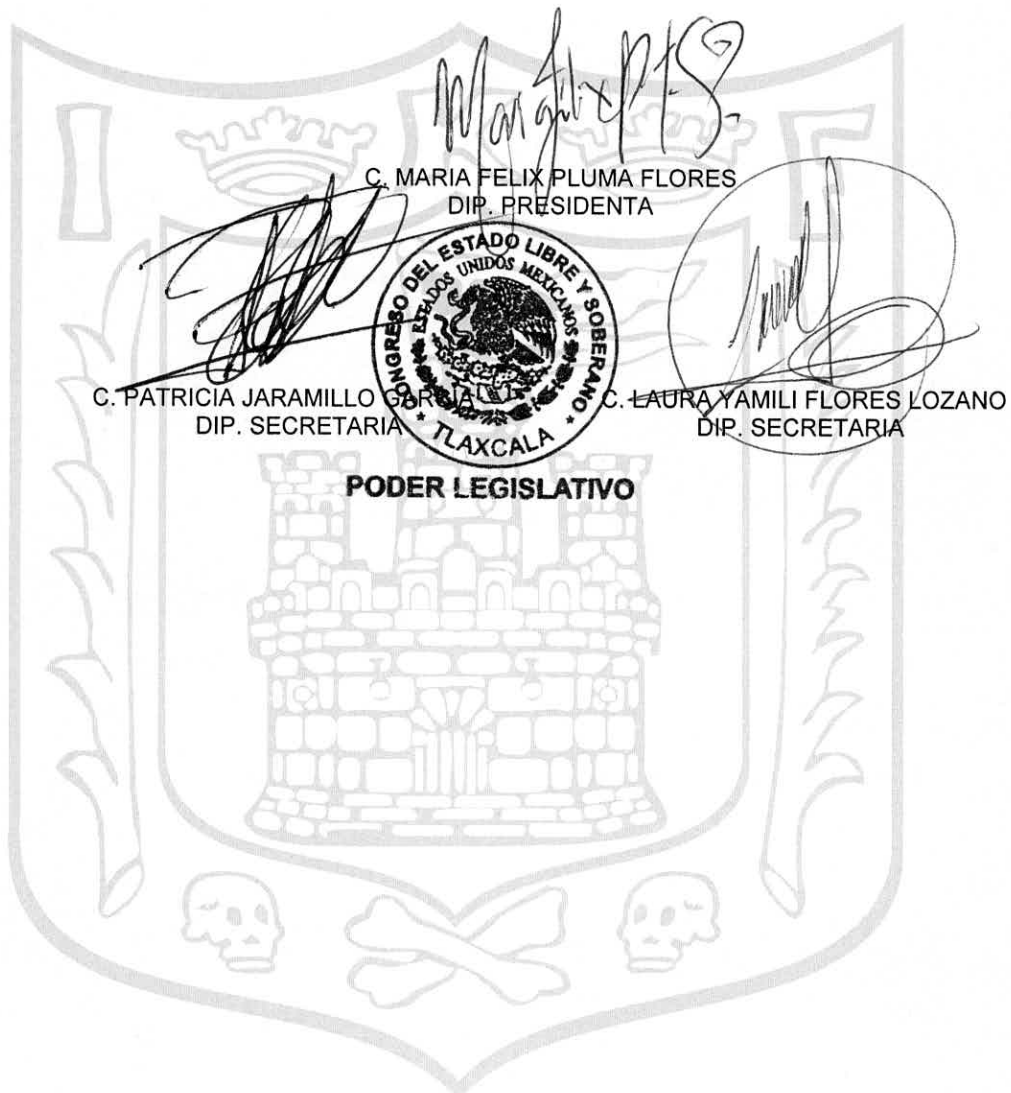 C. MARIA FELIX PLUMA FLORES
DIP. PRESIDENTA
CONGRESO DEL ESTADO LIBRE Y SOBERANO
ESTADOS UNIDOS MEXICANOS
TLAXCALA
C. PATRICIA JARAMILLO GARCIA
DIP. SECRETARIA
C. LAURA YAMILI FLORES LOZANO
DIP. SECRETARIA
PODER LEGISLATIVO
I K F